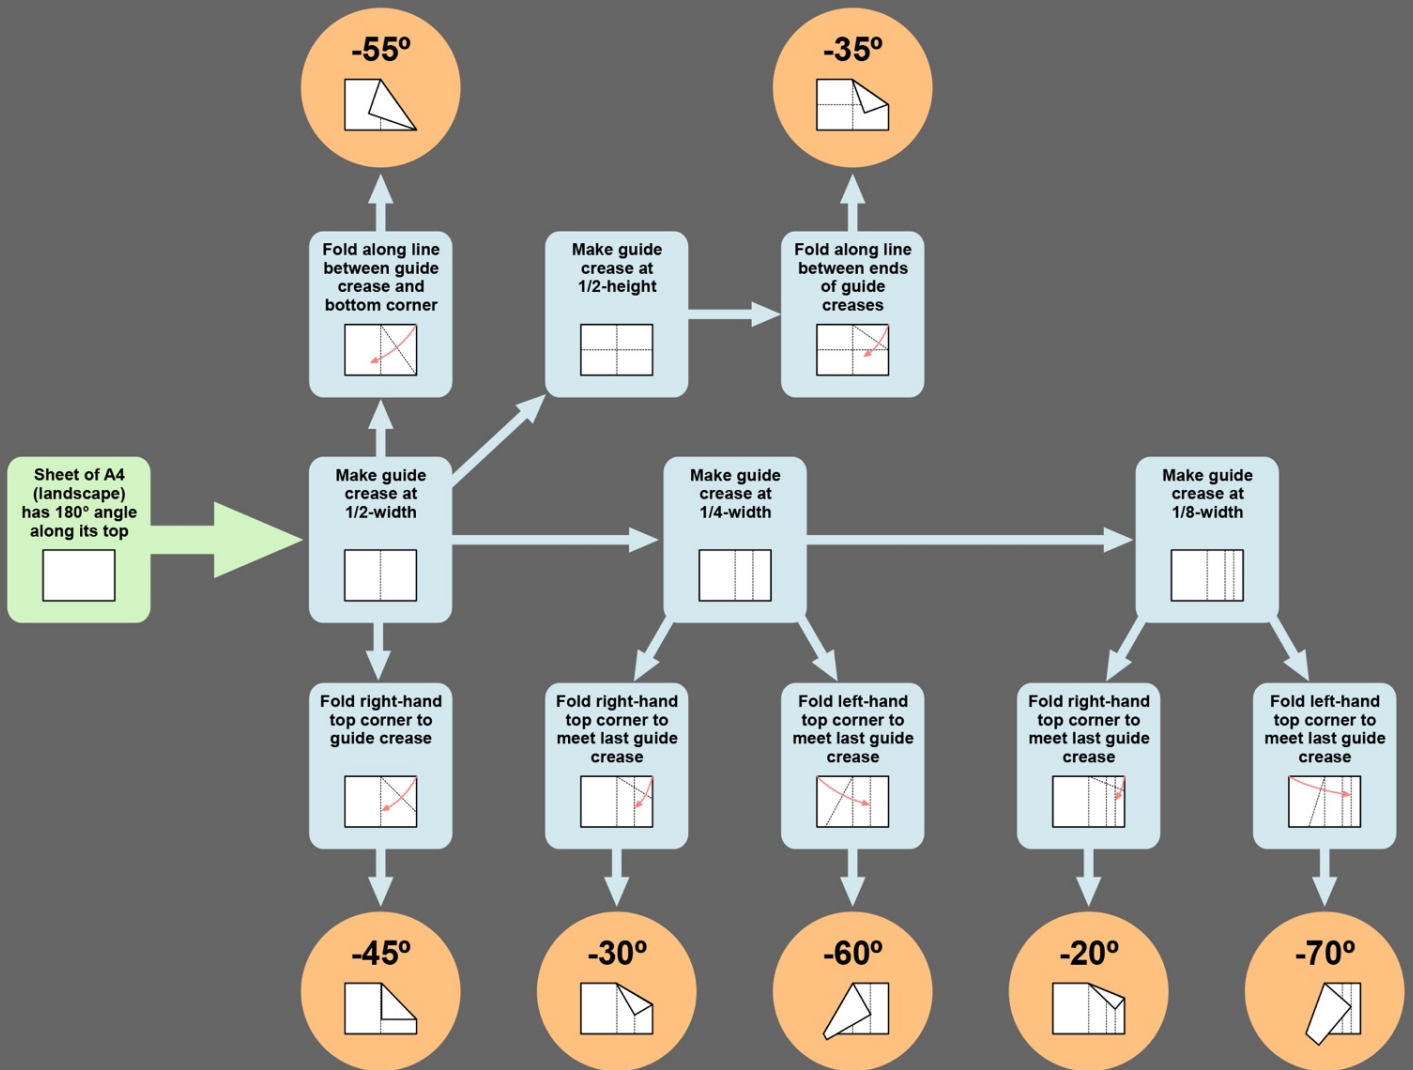 -55º
-35º
Fold along line
between guide
crease and
bottom corner
Make guide
crease at
1/2-height
Fold along line
between ends
of guide
creases
Sheet of A4
(landscape)
has 180° angle
along its top
Make guide
crease at
1/2-width
Make guide
crease at
1/4-width
Make guide
crease at
1/8-width
Fold right-hand
top corner to
guide crease
Fold right-hand
top corner to
meet last guide
crease
Fold left-hand
top corner to
meet last guide
crease
Fold right-hand
top corner to
meet last guide
crease
Fold left-hand
top corner to
meet last guide
crease
-45º
-30º
-60º
-20º
-70º